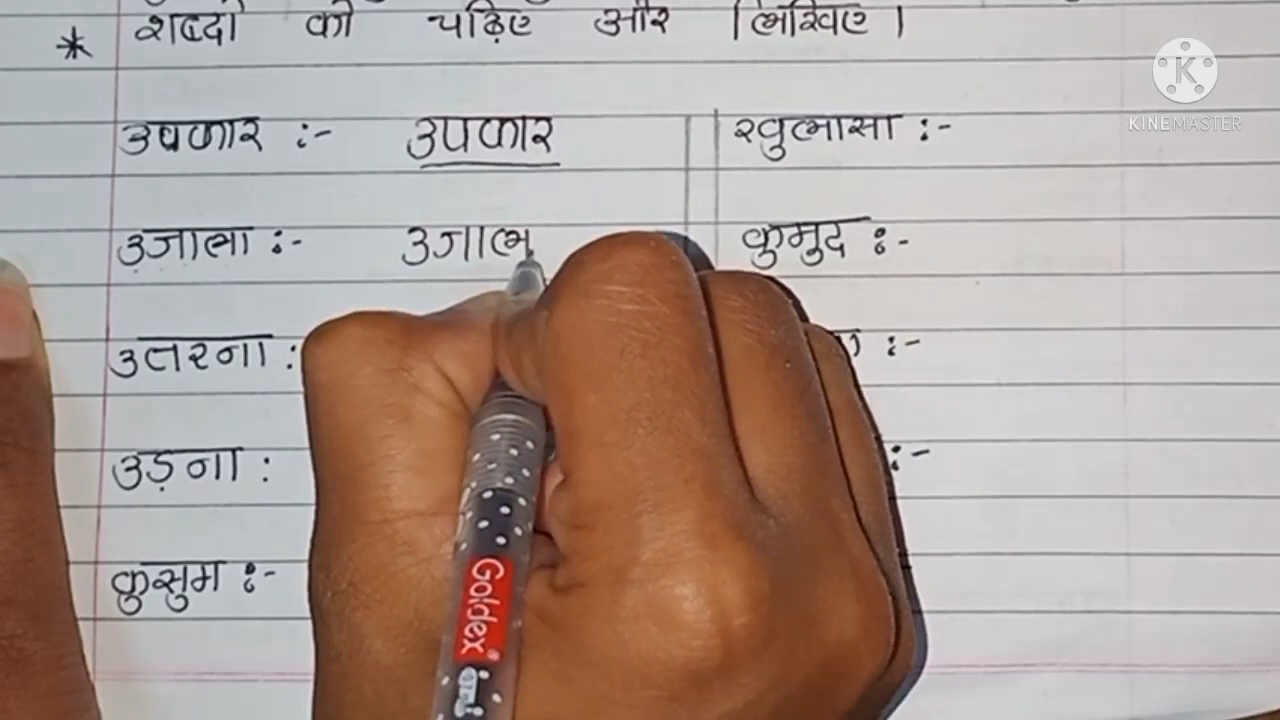 * शब्दों को पढ़िए और लिखिए।
KINEMASTER
उपकार :- उपकार खुलासा :-
उजाला :- उजाल कुमुद :-
उतरना : :-
उड़ना : :-
कुसुम :-
Goldex